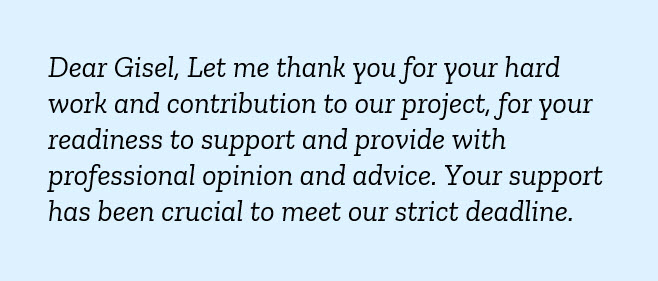 Dear Gisel, Let me thank you for your hard
work and contribution to our project, for your
readiness to support and provide with
professional opinion and advice. Your support
has been crucial to meet our strict deadline.